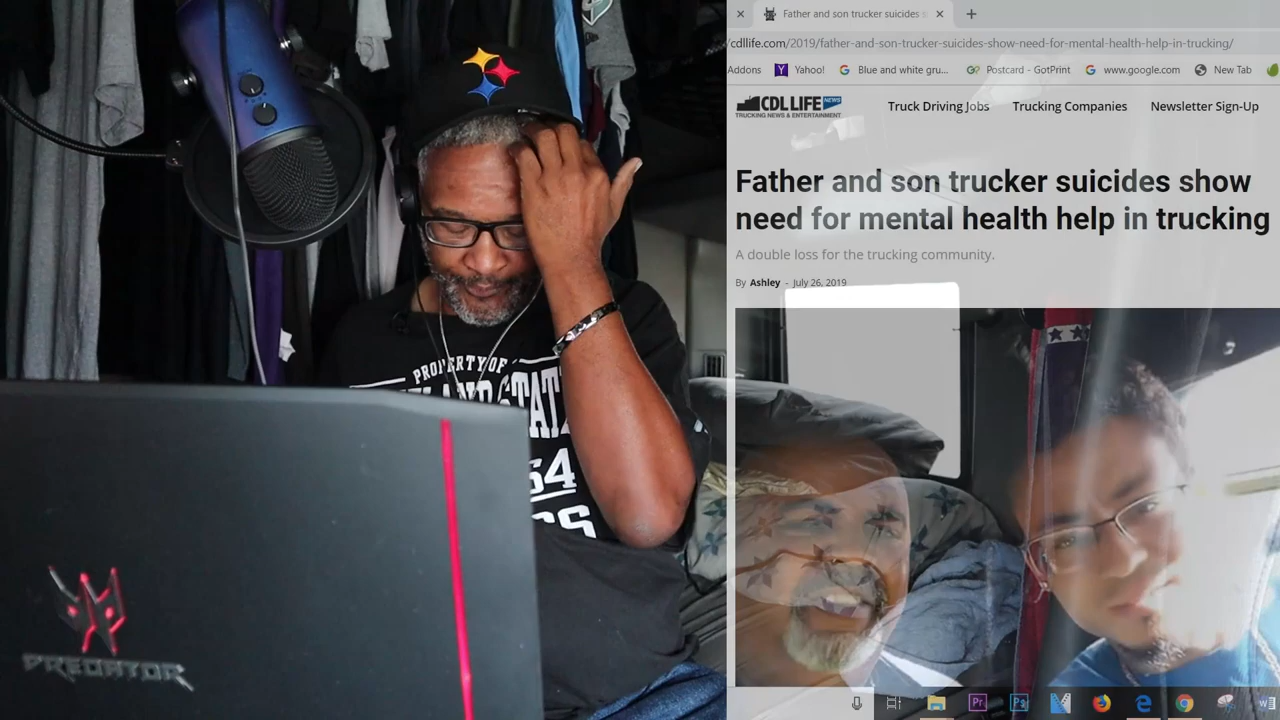 Father and son trucker suicides s
/cdllife.com/2019/father-and-son-trucker-suicides-show-need-for-mental-health-help-in-trucking/
Addons Yahoo! Blue and white gru... Postcard - GotPrint www.google.com New Tab
CDL LIFE NEWS
TRUCKING NEWS & ENTERTAINMENT
Truck Driving Jobs Trucking Companies Newsletter Sign-Up
Father and son trucker suicides show
need for mental health help in trucking
A double loss for the trucking community.
By Ashley - July 26, 2019
PROPERTY OF
64
PREDATOR
Pr Ps